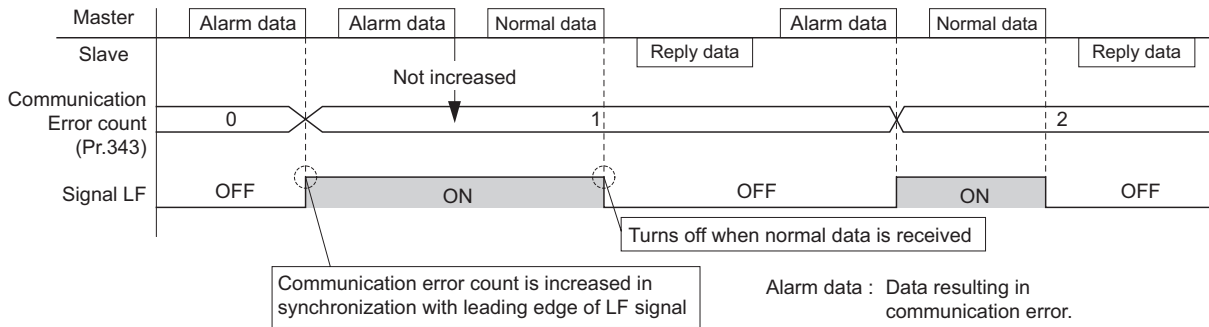 Master
Alarm data
Alarm data
Normal data
Alarm data
Normal data
Slave
Reply data
Reply data
Not increased
Communication
Error count
(Pr.343)
0
1
2
Signal LF
OFF
ON
OFF
ON
OFF
Turns off when normal data is received
Communication error count is increased in
synchronization with leading edge of LF signal
Alarm data : Data resulting in
communication error.